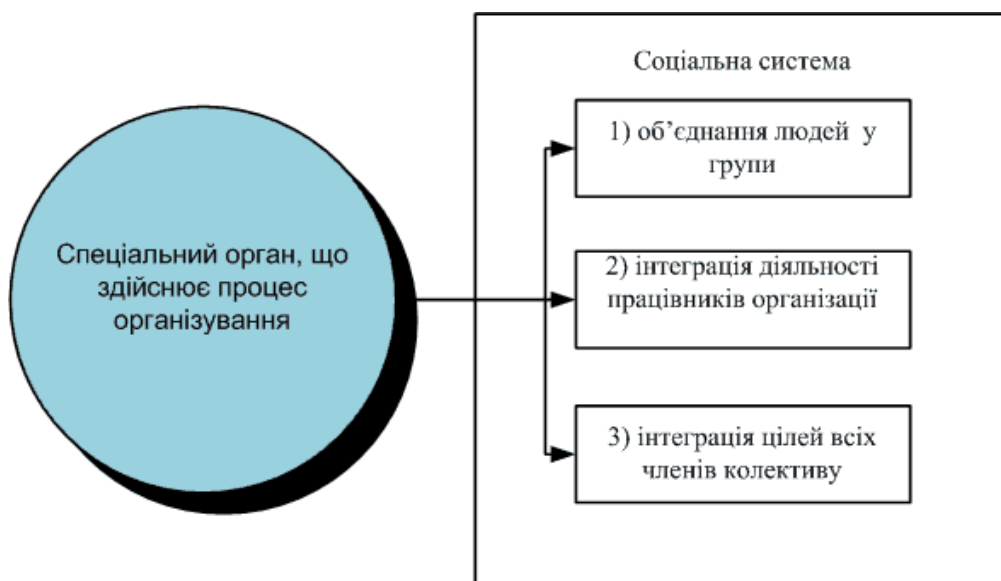 Соціальна система
1) об’єднання людей у
групи
Спеціальний орган, що
здійснює процес
організування
2) інтеграція діяльності
працівників організації
3) інтеграція цілей всіх
членів колективу